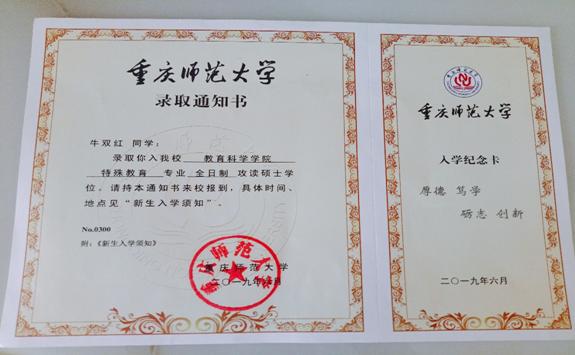 重庆师范大学
录取通知书
牛双红 同学:
录取你入我校 教育科学学院
特殊教育 专业 全日制 攻读硕士学
位。请持本通知书来校报到，具体时间、
地点见“新生入学须知”。
No.0300
附:《新生入学须知》
重庆师范大学
二〇一九年六月
重庆师范大学
入学纪念卡
厚德 笃学
砺志 创新
二〇一九年六月